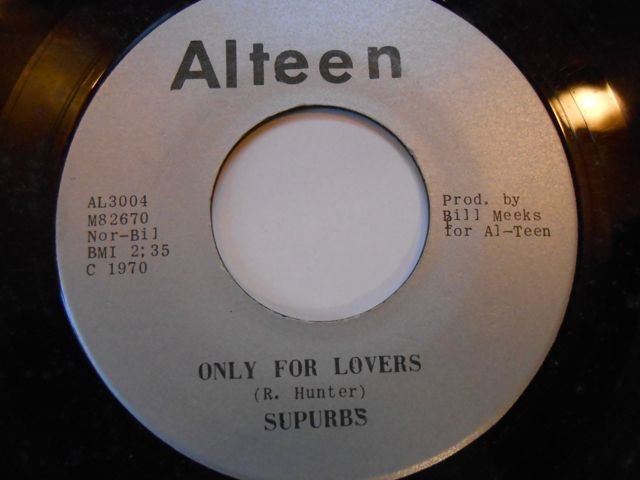 Alteen
AL3004
M82670
Nor-Bil
BMI 2;35
C 1970
Prod. by
Bill Meeks
for Al-Teen
ONLY FOR LOVERS
(R. Hunter)
SUPURBS